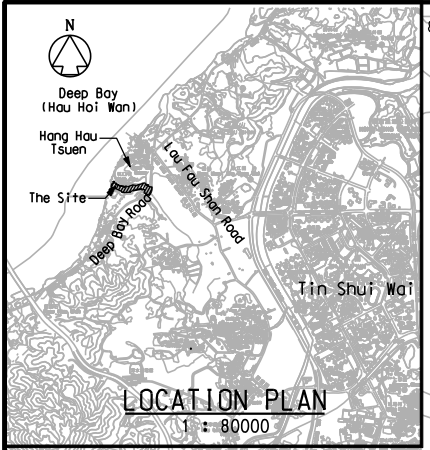 N
Deep Bay
(Hau Hoi Wan)
Hang Hau
Tsuen
The Site
Lau Fau Shan Road
Deep Bay Road
Tin Shui Wai
LOCATION PLAN
1 : 80000